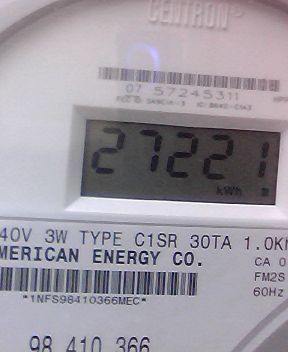 CENTRON®
07 57245311
27221
kWh
40V 3W TYPE C1SR 30TA 1.0K
MERICAN ENERGY CO.
CA 0
FM2S
60Hz
*1NFS98410366MEC*
98 410 366